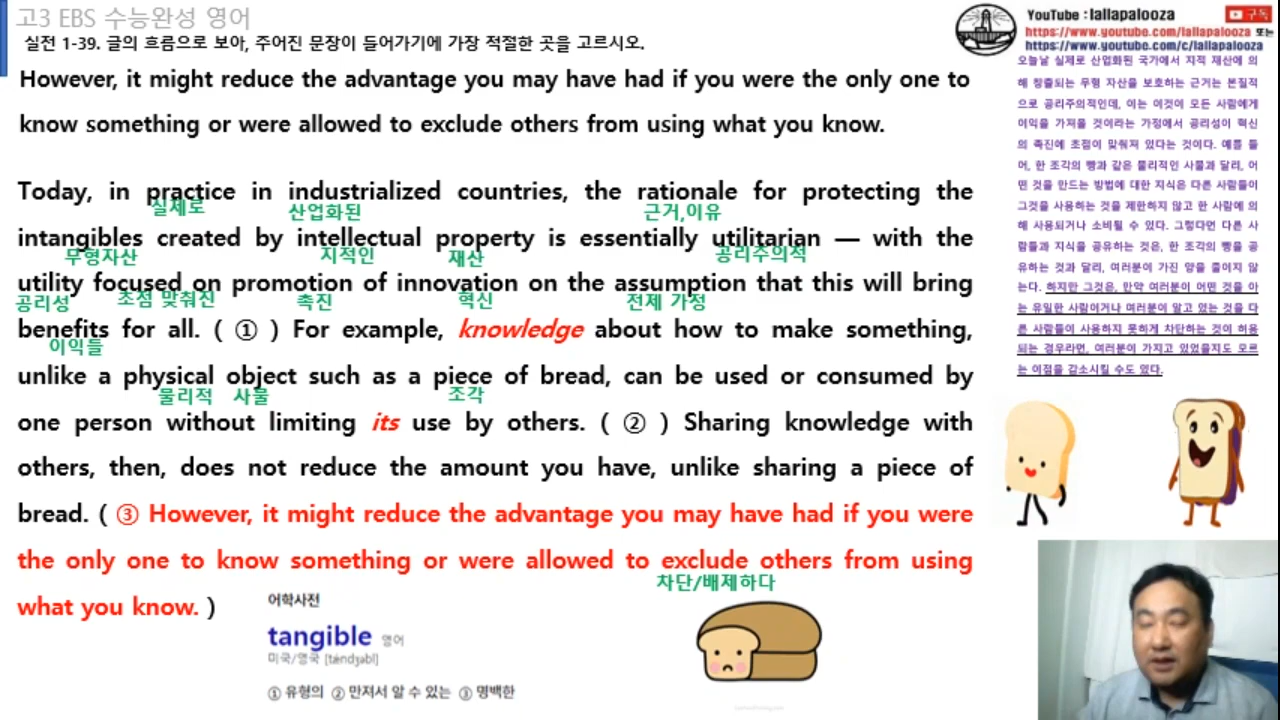 고3 EBS 수능완성 영어
실전 1-39. 글의 흐름으로 보아, 주어진 문장이 들어가기에 가장 적절한 곳을 고르시오.
YouTube : lallapalooza 구독
https://www.youtube.com/lallapalooza 또는
https://www.youtube.com/c/lallapalooza
However, it might reduce the advantage you may have had if you were the only one to
know something or were allowed to exclude others from using what you know.
Today, in practice in industrialized countries, the rationale for protecting the
실제로 산업화된 근거,이유
intangibles created by intellectual property is essentially utilitarian — with the
무형자산 지적인 재산 공리주의적
utility focused on promotion of innovation on the assumption that this will bring
공리성 초점 맞춰진 촉진 혁신 전제 가정
benefits for all. ( ① ) For example, knowledge about how to make something,
이익들
unlike a physical object such as a piece of bread, can be used or consumed by
물리적 사물 조각
one person without limiting its use by others. ( ② ) Sharing knowledge with
others, then, does not reduce the amount you have, unlike sharing a piece of
bread. ( ③ However, it might reduce the advantage you may have had if you were
the only one to know something or were allowed to exclude others from using
차단/배제하다
what you know. )
어학사전
tangible 영어
미국/영국 [tǽndʒəbl]
① 유형의 ② 만져서 알 수 있는 ③ 명백한
오늘날 실제로 산업화된 국가에서 지적 재산에 의
해 창출되는 무형 자산을 보호하는 근거는 본질적
으로 공리주의적인데, 이는 이것이 모든 사람에게
이익을 가져올 것이라는 가정에서 공리성이 혁신
의 촉진에 초점이 맞춰져 있다는 것이다. 예를 들
어, 한 조각의 빵과 같은 물리적인 사물과 달리, 어
떤 것을 만드는 방법에 대한 지식은 다른 사람들이
그것을 사용하는 것을 제한하지 않고 한 사람에 의
해 사용되거나 소비될 수 있다. 그렇다면 다른 사
람들과 지식을 공유하는 것은, 한 조각의 빵을 공
유하는 것과 달리, 여러분이 가진 양을 줄이지 않
는다. 하지만 그것은, 만약 여러분이 어떤 것을 아
는 유일한 사람이거나 여러분이 알고 있는 것을 다
른 사람들이 사용하지 못하게 차단하는 것이 허용
되는 경우라면, 여러분이 가지고 있었을지도 모르
는 이점을 감소시킬 수도 있다.